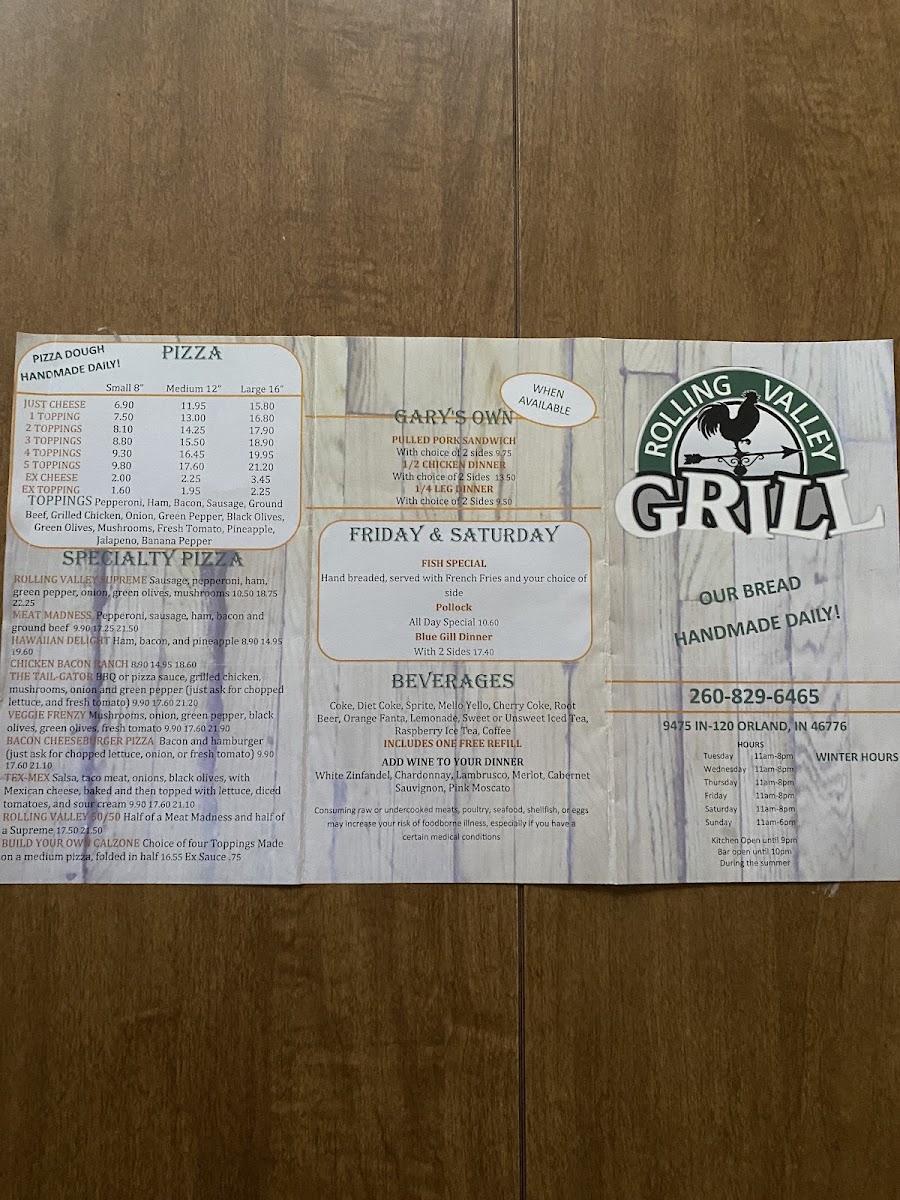 PIZZA DOUGH
HANDMADE DAILY!
PIZZA
Small 8" Medium 12" Large 16"
JUST CHEESE 6.90 11.95 15.80
1 TOPPING 7.50 13.00 16.80
2 TOPPINGS 8.10 14.25 17.90
3 TOPPINGS 8.80 15.50 18.90
4 TOPPINGS 9.30 16.45 19.95
5 TOPPINGS 9.80 17.60 21.20
EX CHEESE 2.00 2.25 3.45
EX TOPPING 1.60 1.95 2.25
TOPPINGS Pepperoni, Ham, Bacon, Sausage, Ground
Beef, Grilled Chicken, Onion, Green Pepper, Black Olives,
Green Olives, Mushrooms, Fresh Tomato, Pineapple,
Jalapeno, Banana Pepper
SPECIALTY PIZZA
ROLLING VALLEY SUPREME Sausage, pepperoni, ham,
green pepper, onion, green olives, mushrooms 10.50 18.75
22.25
MEAT MADNESS Pepperoni, sausage, ham, bacon and
ground beef 9.90 17.25 21.50
HAWAIIAN DELIGHT Ham, bacon, and pineapple 8.90 14.95
19.60
CHICKEN BACON RANCH 8.90 14.95 18.60
THE TAIL-GATOR BBQ or pizza sauce, grilled chicken,
mushrooms, onion and green pepper (just ask for chopped
lettuce, and fresh tomato) 9.90 17.60 21.20
VEGGIE FRENZY Mushrooms, onion, green pepper, black
olives, green olives, fresh tomato 9.90 17.60 21.90
BACON CHEESEBURGER PIZZA Bacon and hamburger
(just ask for chopped lettuce, onion, or fresh tomato) 9.90
17.60 21.10
TEX-MEX Salsa, taco meat, onions, black olives, with
Mexican cheese, baked and then topped with lettuce, diced
tomatoes, and sour cream 9.90 17.60 21.10
ROLLING VALLEY 50/50 Half of a Meat Madness and half of
a Supreme 17.50 21.50
BUILD YOUR OWN CALZONE Choice of four Toppings Made
on a medium pizza, folded in half 16.55 Ex Sauce .75
WHEN
AVAILABLE
GARY'S OWN
PULLED PORK SANDWICH
With choice of 2 sides 9.75
1/2 CHICKEN DINNER
With choice of 2 Sides 13.50
1/4 LEG DINNER
With choice of 2 Sides 9.50
FRIDAY & SATURDAY
FISH SPECIAL
Hand breaded, served with French Fries and your choice of
side
Pollock
All Day Special 10.60
Blue Gill Dinner
With 2 Sides 17.40
BEVERAGES
Coke, Diet Coke, Sprite, Mello Yello, Cherry Coke, Root
Beer, Orange Fanta, Lemonade, Sweet or Unsweet Iced Tea,
Raspberry Ice Tea, Coffee
INCLUDES ONE FREE REFILL
ADD WINE TO YOUR DINNER
White Zinfandel, Chardonnay, Lambrusco, Merlot, Cabernet
Sauvignon, Pink Moscato
Consuming raw or undercooked meats, poultry, seafood, shellfish, or eggs
may increase your risk of foodborne illness, especially if you have a
certain medical conditions
ROLLING VALLEY
GRILL
OUR BREAD
HANDMADE DAILY!
260-829-6465
9475 IN-120 ORLAND, IN 46776
HOURS
Tuesday 11am-8pm WINTER HOURS
Wednesday 11am-8pm
Thursday 11am-8pm
Friday 11am-8pm
Saturday 11am-8pm
Sunday 11am-6pm
Kitchen Open until 9pm
Bar open until 10pm
During the summer